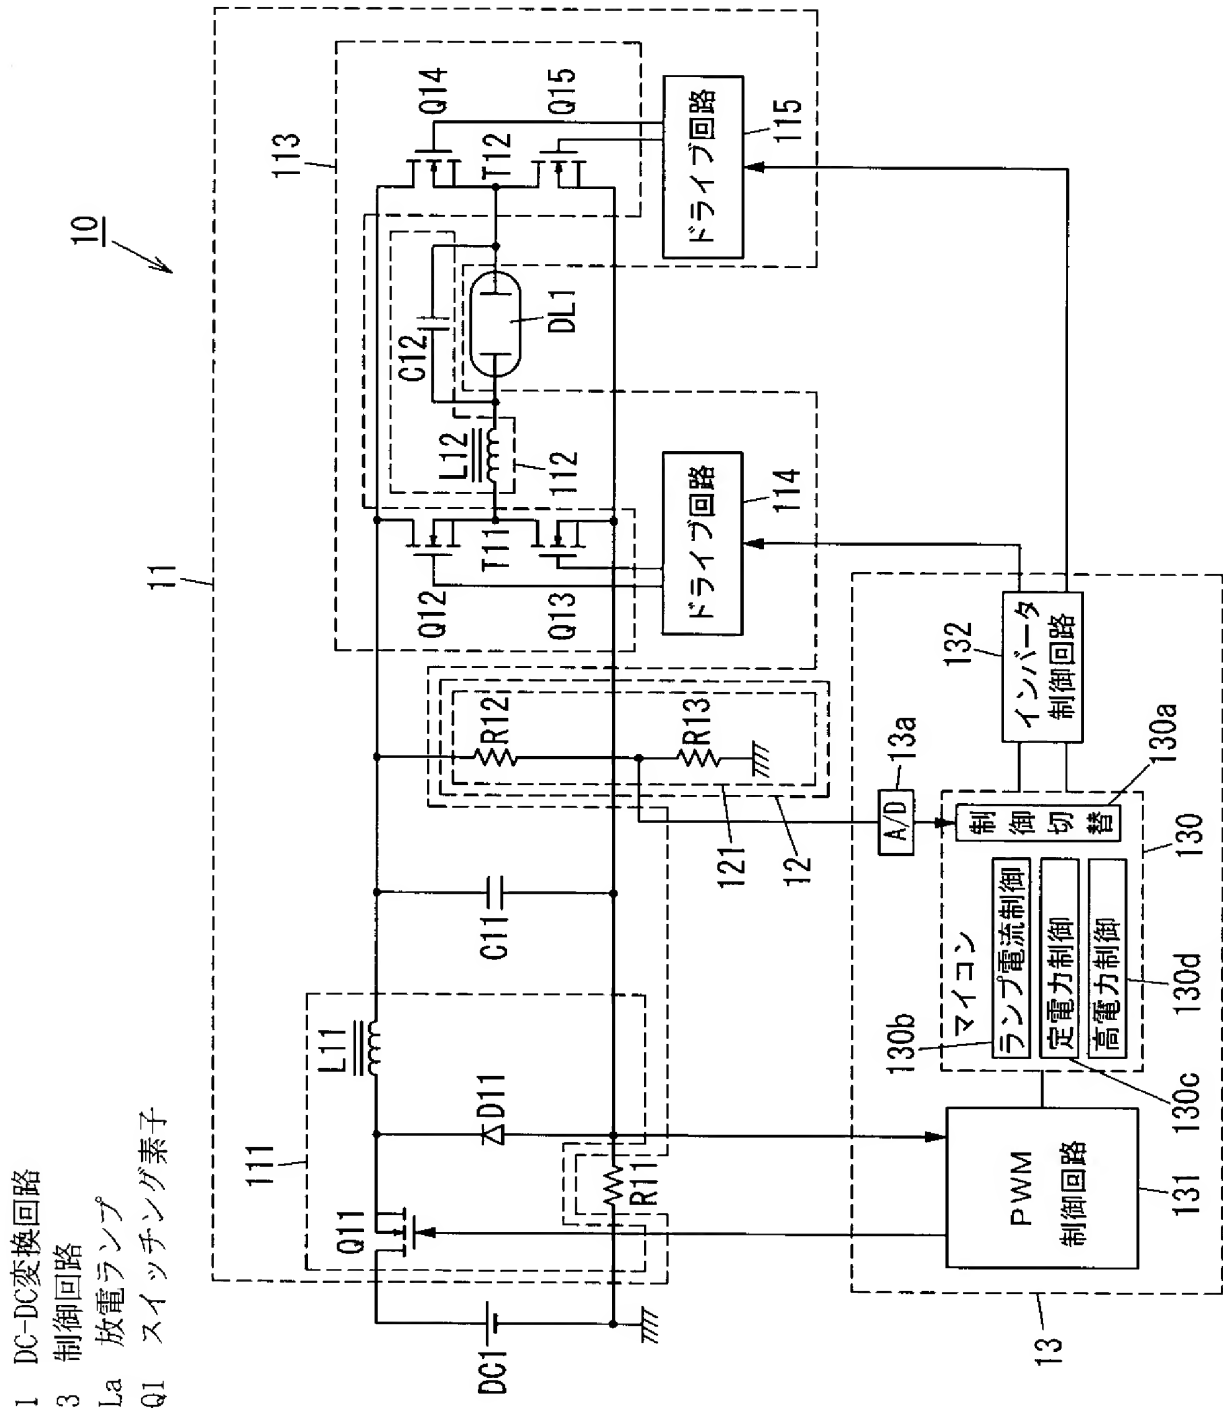 1 DC-DC変換回路
3 制御回路
La 放電ランプ
Q1 スイッチング素子
10
11
113
111
Q11
L11
D11
DC1
R11
C11
R12
R13
121
12
Q12
Q13
T11
L12
112
C12
DL1
Q14
T12
Q15
ドライブ回路
114
ドライブ回路
115
13
PWM
制御回路
131
マイコン
130
制御切替
130a
ランプ電流制御
130b
定電力制御
130c
高電力制御
130d
A/D
13a
インバータ
制御回路
132